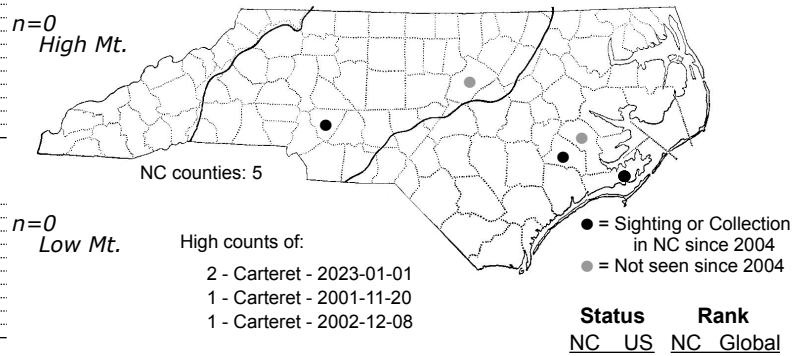 n=0
High Mt.
NC counties: 5
n=0
Low Mt.
High counts of:
2 - Carteret - 2023-01-01
1 - Carteret - 2001-11-20
1 - Carteret - 2002-12-08
● = Sighting or Collection
in NC since 2004
● = Not seen since 2004
Status Rank
NC US NC Global